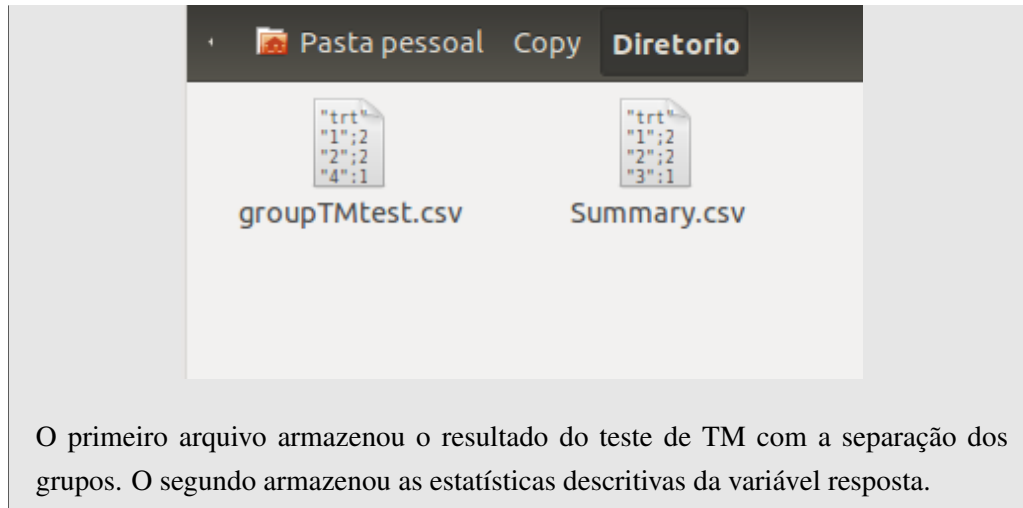 Pasta pessoal Copy Diretorio
"trt" "trt"
"1";2 "1";2
"2";2 "2";2
"4";1 "3";1
groupTMtest.csv Summary.csv
O primeiro arquivo armazenou o resultado do teste de TM com a separação dos
grupos. O segundo armazenou as estatísticas descritivas da variável resposta.